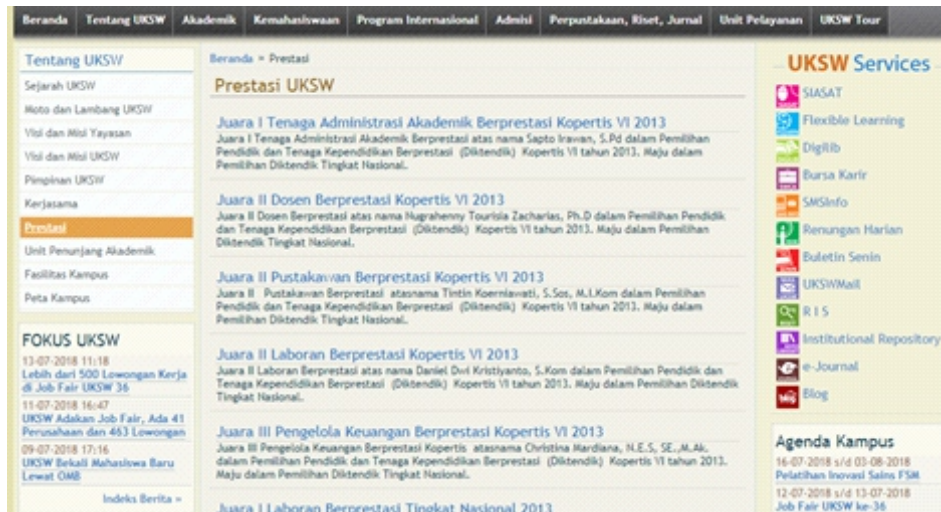 Beranda Tentang UKSW Akademik Kemahasiswaan Program Internasional Admisi Perpustakaan, Riset, Jurnal Unit Pelayanan UKSW Tour
Tentang UKSW
Sejarah UKSW
Moto dan Lambang UKSW
Visi dan Misi Yayasan
Visi dan Misi UKSW
Pimpinan UKSW
Kerjasama
Prestasi
Unit Penunjang Akademik
Fasilitas Kampus
Peta Kampus
FOKUS UKSW
13-07-2018 11:18
Lebih dari 500 Lowongan Kerja
di Job Fair UKSW 36
11-07-2018 16:47
UKSW Adakan Job Fair, Ada 41
Perusahaan dan 463 Lowongan
09-07-2018 17:16
UKSW Bekali Mahasiswa Baru
Lewat OMB
Indeks Berita »
Beranda » Prestasi
Prestasi UKSW
Juara I Tenaga Administrasi Akademik Berprestasi Kopertis VI 2013
Juara I Tenaga Administrasi Akademik Berprestasi atas nama Sapto Irawan, S.Pd dalam Pemilihan
Pendidik dan Tenaga Kependidikan Berprestasi (Diktendik) Kopertis VI tahun 2013. Maju dalam
Pemilihan Diktendik Tingkat Nasional.
Juara II Dosen Berprestasi Kopertis VI 2013
Juara II Dosen Berprestasi atas nama Nugrahenny Tourisia Zacharias, Ph.D dalam Pemilihan Pendidik
dan Tenaga Kependidikan Berprestasi (Diktendik) Kopertis VI tahun 2013. Maju dalam Pemilihan
Diktendik Tingkat Nasional.
Juara II Pustakawan Berprestasi Kopertis VI 2013
Juara II Pustakawan Berprestasi atasnama Tintin Koerniawati, S.Sos, M.I.Kom dalam Pemilihan
Pendidik dan Tenaga Kependidikan Berprestasi (Diktendik) Kopertis VI tahun 2013. Maju dalam
Pemilihan Diktendik Tingkat Nasional.
Juara II Laboran Berprestasi Kopertis VI 2013
Juara II Laboran Berprestasi atas nama Daniel Dwi Kristiyanto, S.Kom dalam Pemilihan Pendidik dan
Tenaga Kependidikan Berprestasi (Diktendik) Kopertis VI tahun 2013. Maju dalam Pemilihan Diktendik
Tingkat Nasional.
Juara III Pengelola Keuangan Berprestasi Kopertis VI 2013
Juara III Pengelola Keuangan Berprestasi Kopertis atasnama Christina Mardiana, N.E.S, SE.,M.Ak.
dalam Pemilihan Pendidik dan Tenaga Kependidikan Berprestasi (Diktendik) Kopertis VI tahun 2013.
Maju dalam Pemilihan Diktendik Tingkat Nasional.
Juara I Laboran Berprestasi Tingkat Nasional 2013
UKSW Services
SIASAT
Flexible Learning
Digilib
Bursa Karir
SMSInfo
Renungan Harian
Buletin Senin
UKSWMail
R I S
Institutional Repository
e-Journal
Blog
Agenda Kampus
16-07-2018 s/d 03-08-2018
Pelatihan Inovasi Sains FSM
12-07-2018 s/d 13-07-2018
Job Fair UKSW ke-36